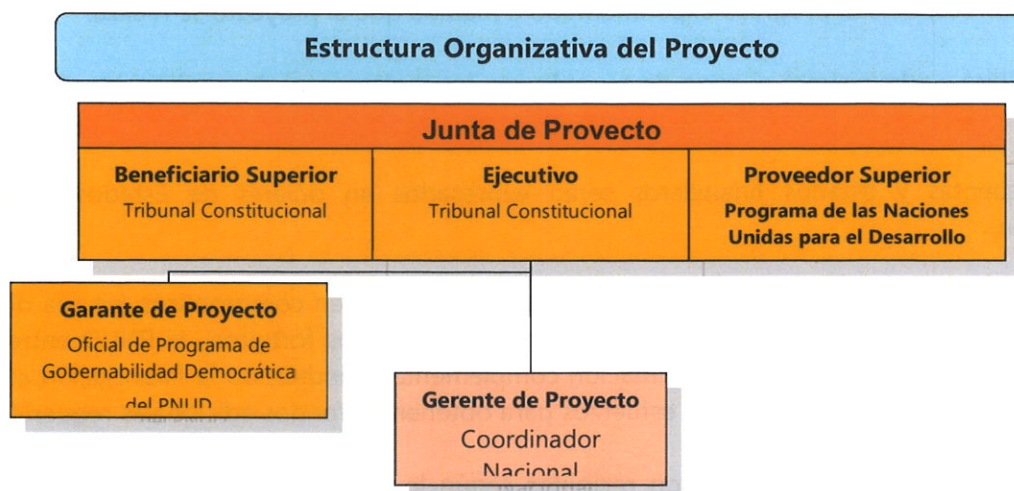 Estructura Organizativa del Proyecto
Junta de Proyecto
Beneficiario Superior
Tribunal Constitucional
Ejecutivo
Tribunal Constitucional
Proveedor Superior
Programa de las Naciones
Unidas para el Desarrollo
Garante de Proyecto
Oficial de Programa de
Gobernabilidad Democrática
del PNUD
Gerente de Proyecto
Coordinador
Nacional